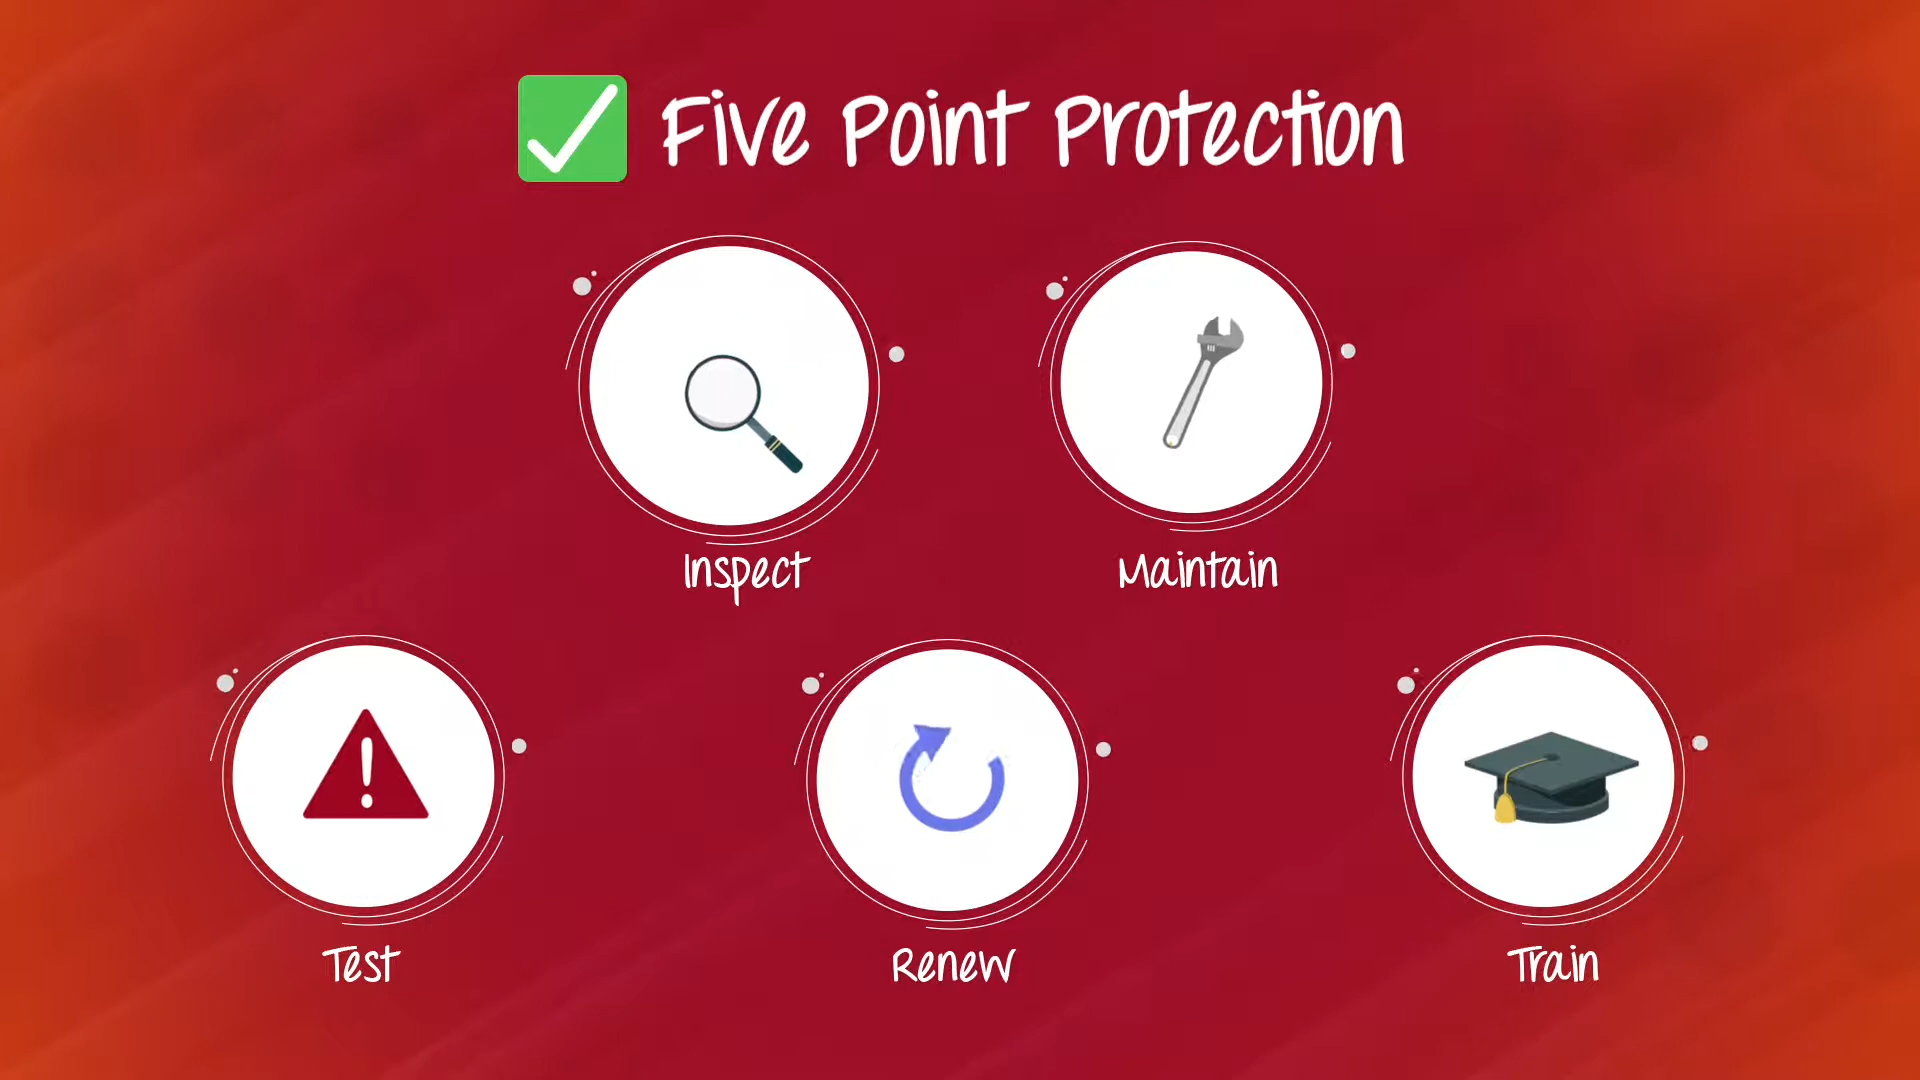 Five Point Protection
Inspect
Maintain
Test
Renew
Train